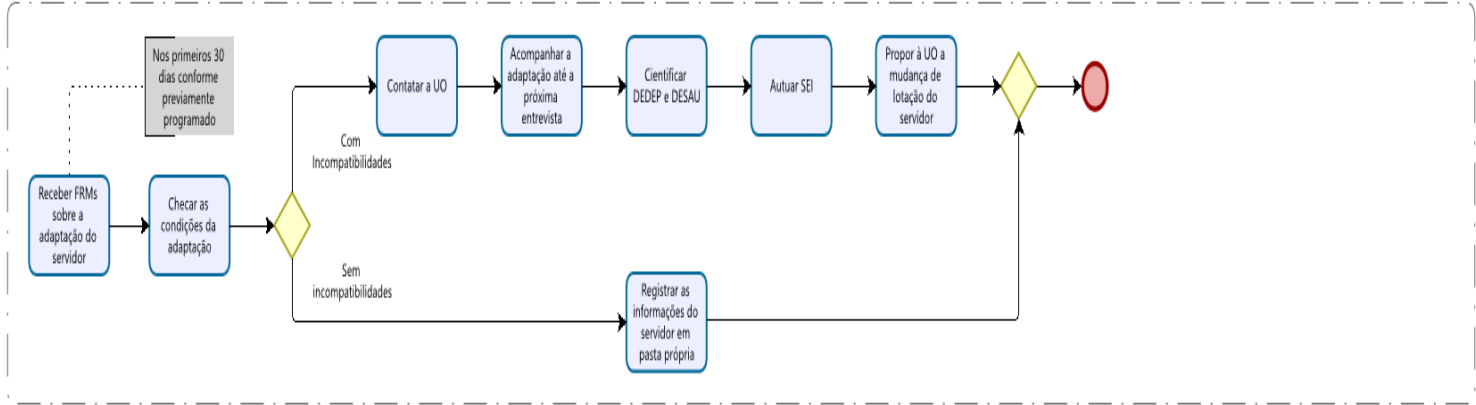 Nos primeiros 30
dias conforme
previamente
programado
Receber FRMs
sobre a
adaptação do
servidor
Checar as
condições da
adaptação
Com
Incompatibilidades
Contatar a UO
Acompanhar a
adaptação até a
próxima
entrevista
Cientificar
DEDEP e DESAU
Autuar SEI
Propor à UO a
mudança de
lotação do
servidor
Sem
incompatibilidades
Registrar as
informações do
servidor em
pasta própria